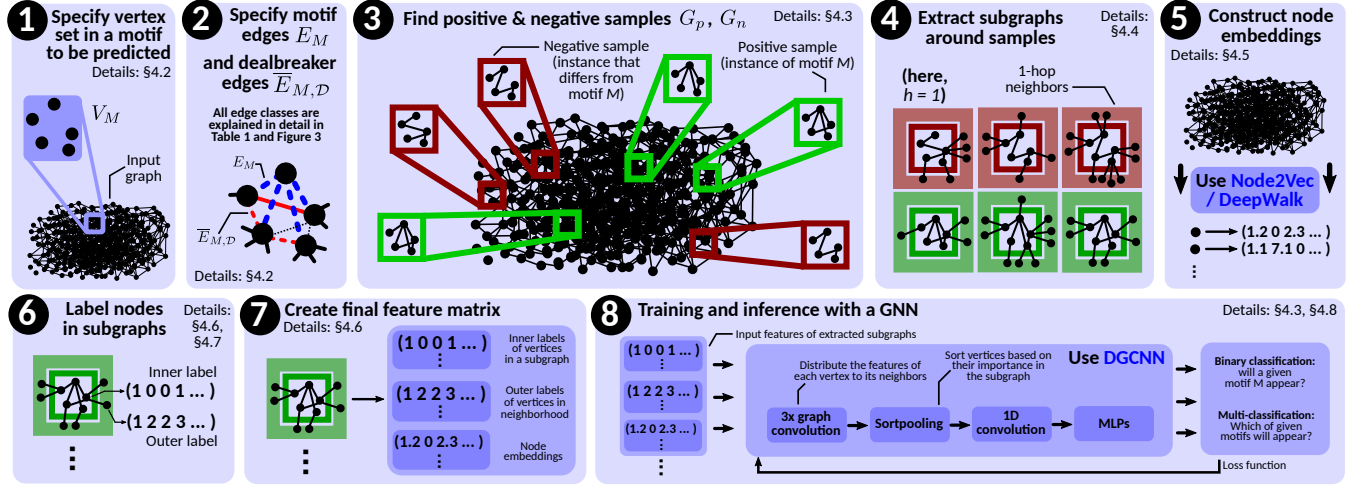 1 Specify vertex
set in a motif
to be predicted
Details: §4.2
V_M
Input
graph
2 Specify motif
edges E_M
and dealbreaker
edges E̅_{M,D}
All edge classes are
explained in detail in
Table 1 and Figure 3
E_M
E̅_{M,D}
Details: §4.2
3 Find positive & negative samples G_p, G_n
Details: §4.3
Negative sample
(instance that
differs from
motif M)
Positive sample
(instance of motif M)
4 Extract subgraphs
around samples
Details:
§4.4
(here,
h = 1)
1-hop
neighbors
5 Construct node
embeddings
Details: §4.5
Use Node2Vec
/ DeepWalk
(1.2 0 2.3 ... )
(1.1 7.1 0 ... )
⋮
6 Label nodes
in subgraphs
Details:
§4.6,
§4.7
Inner label
(1 0 0 1 ... )
(1 2 2 3 ... )
Outer label
⋮
7 Create final feature matrix
Details: §4.6
(1 0 0 1 ... )
⋮
Inner labels
of vertices
in a subgraph
(1 2 2 3 ... )
⋮
Outer labels
of vertices in
neighborhood
(1.2 0 2.3 ... )
⋮
Node
embeddings
8 Training and inference with a GNN
Details: §4.3, §4.8
Input features of extracted subgraphs
(1 0 0 1 ... )
⋮
(1 2 2 3 ... )
⋮
(1.2 0 2.3 ... )
⋮
⋮
Use DGCNN
Distribute the features of
each vertex to its neighbors
Sort vertices based on
their importance in
the subgraph
3x graph
convolution
Sortpooling
1D
convolution
MLPs
Binary classification:
will a given
motif M appear?
Multi-classification:
Which of given
motifs will appear?
Loss function